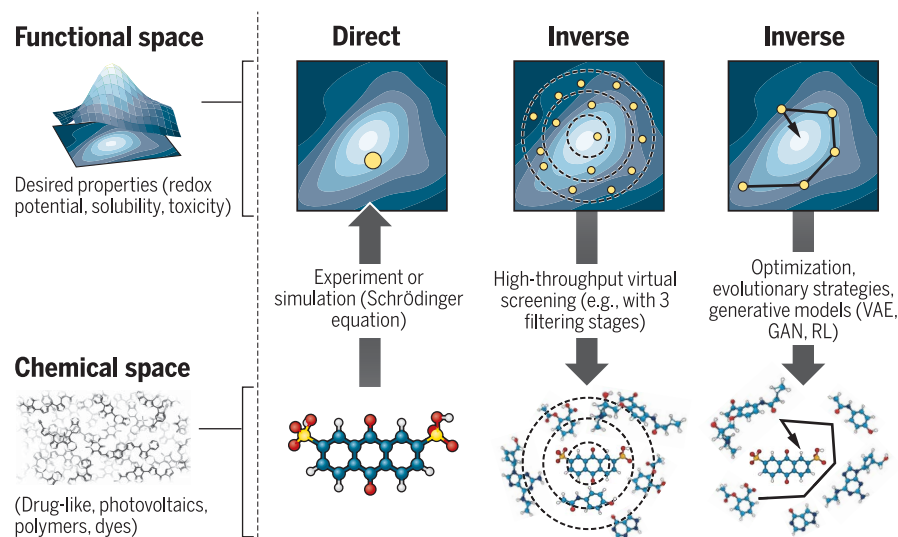 Functional space
Desired properties (redox
potential, solubility, toxicity)
Chemical space
(Drug-like, photovoltaics,
polymers, dyes)
Direct
Experiment or
simulation (Schrödinger
equation)
Inverse
High-throughput virtual
screening (e.g., with 3
filtering stages)
Inverse
Optimization,
evolutionary strategies,
generative models (VAE,
GAN, RL)